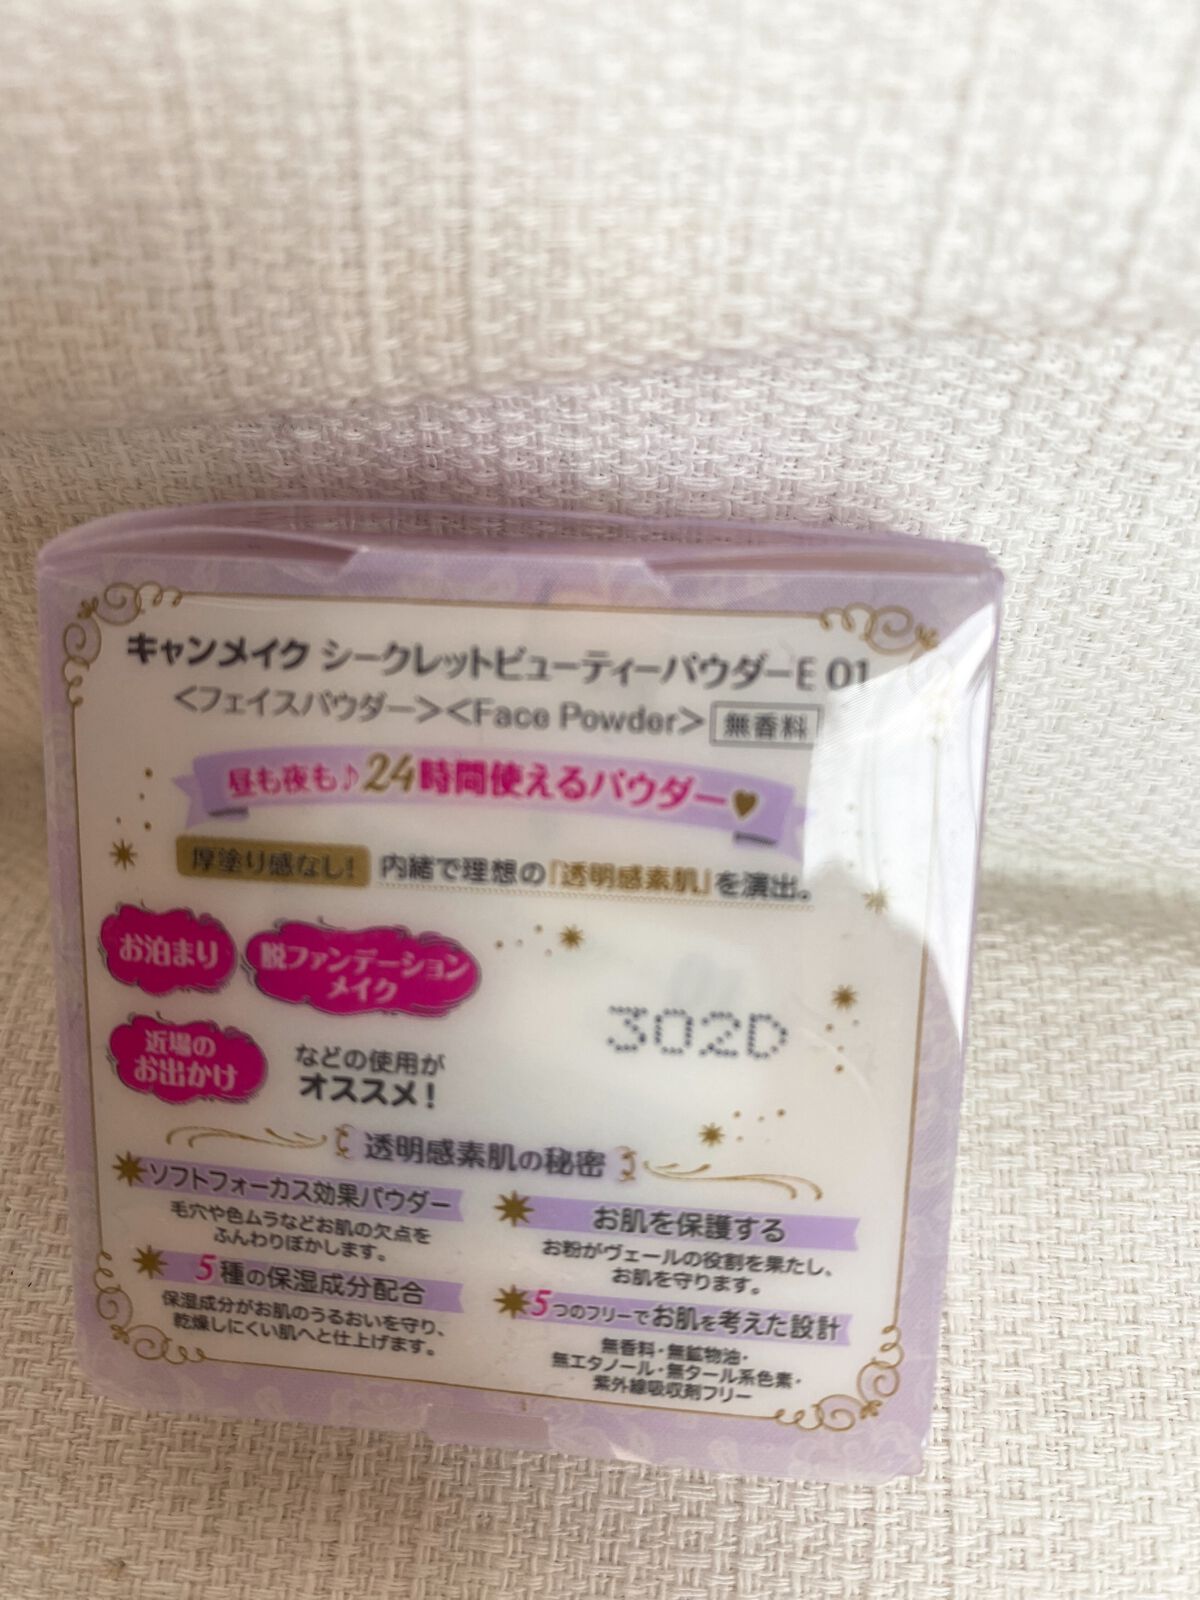 キャンメイク シークレットビューティーパウダーE 01
<フェイスパウダー><Face Powder> 無香料
昼も夜も♪24時間使えるパウダー♥
厚塗り感なし! 内緒で理想の「透明感素肌」を演出。
お泊まり
脱ファンデーション
メイク
近場の
お出かけ
などの使用が
オススメ!
302D
透明感素肌の秘密
ソフトフォーカス効果パウダー
毛穴や色ムラなどお肌の欠点を
ふんわりぼかします。
5種の保湿成分配合
保湿成分がお肌のうるおいを守り、
乾燥しにくい肌へと仕上げます。
お肌を保護する
お粉がヴェールの役割を果たし、
お肌を守ります。
5つのフリーでお肌を考えた設計
無香料・無鉱物油・
無エタノール・無タール系色素・
紫外線吸収剤フリー